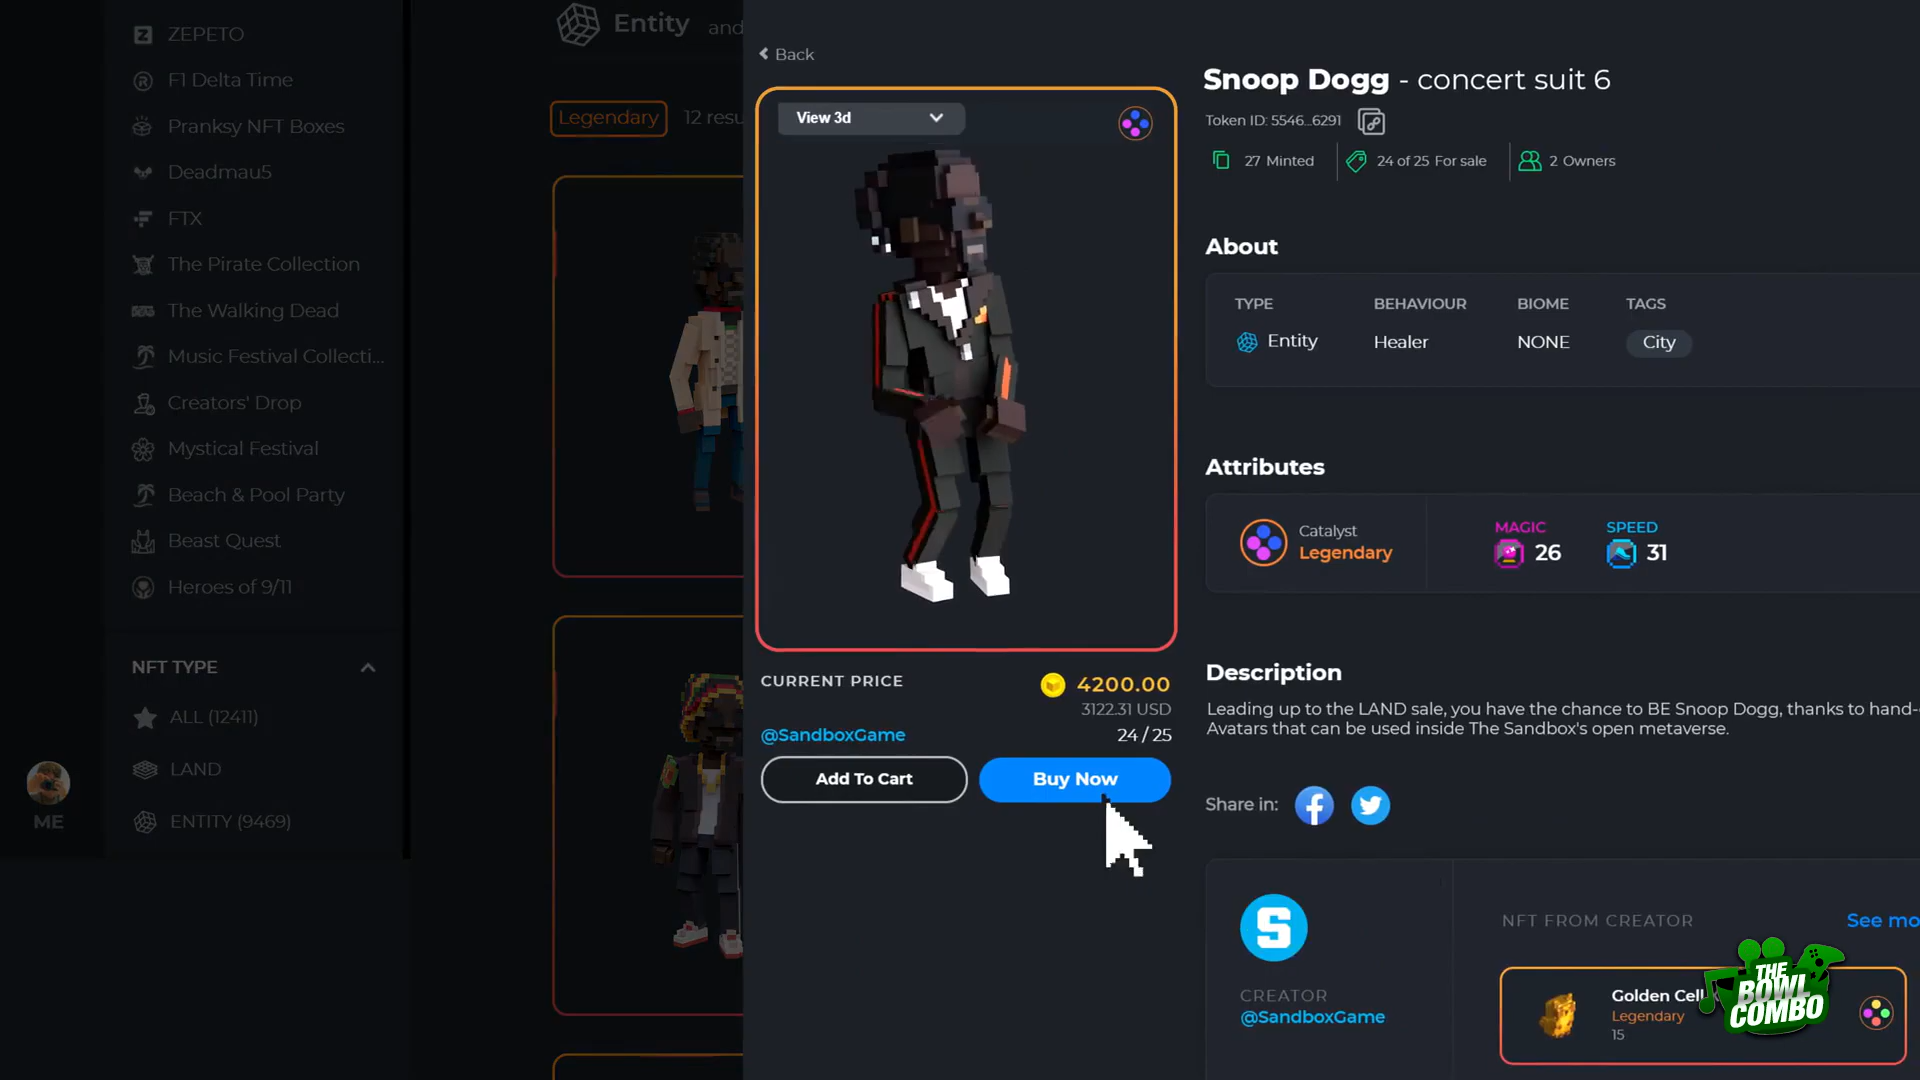 ZEPETO
F1 Delta Time
Pranksy NFT Boxes
Deadmau5
FTX
The Pirate Collection
The Walking Dead
Music Festival Collecti...
Creators' Drop
Mystical Festival
Beach & Pool Party
Beast Quest
Heroes of 9/11
NFT TYPE
ALL (12411)
LAND
ENTITY (9469)
ME
Entity and
Legendary 12 resu
Back
View 3d
CURRENT PRICE
4200.00
3122.31 USD
@SandboxGame
24 / 25
Add To Cart
Buy Now
Snoop Dogg - concert suit 6
Token ID: 5546...6291
27 Minted
24 of 25 For sale
2 Owners
About
TYPE BEHAVIOUR BIOME TAGS
Entity Healer NONE City
Attributes
Catalyst
Legendary
MAGIC
26
SPEED
31
Description
Leading up to the LAND sale, you have the chance to BE Snoop Dogg, thanks to hand-
Avatars that can be used inside The Sandbox's open metaverse.
Share in:
S
CREATOR
@SandboxGame
NFT FROM CREATOR
See mo
Golden Cell
Legendary
15
THE
BOWL
COMBO